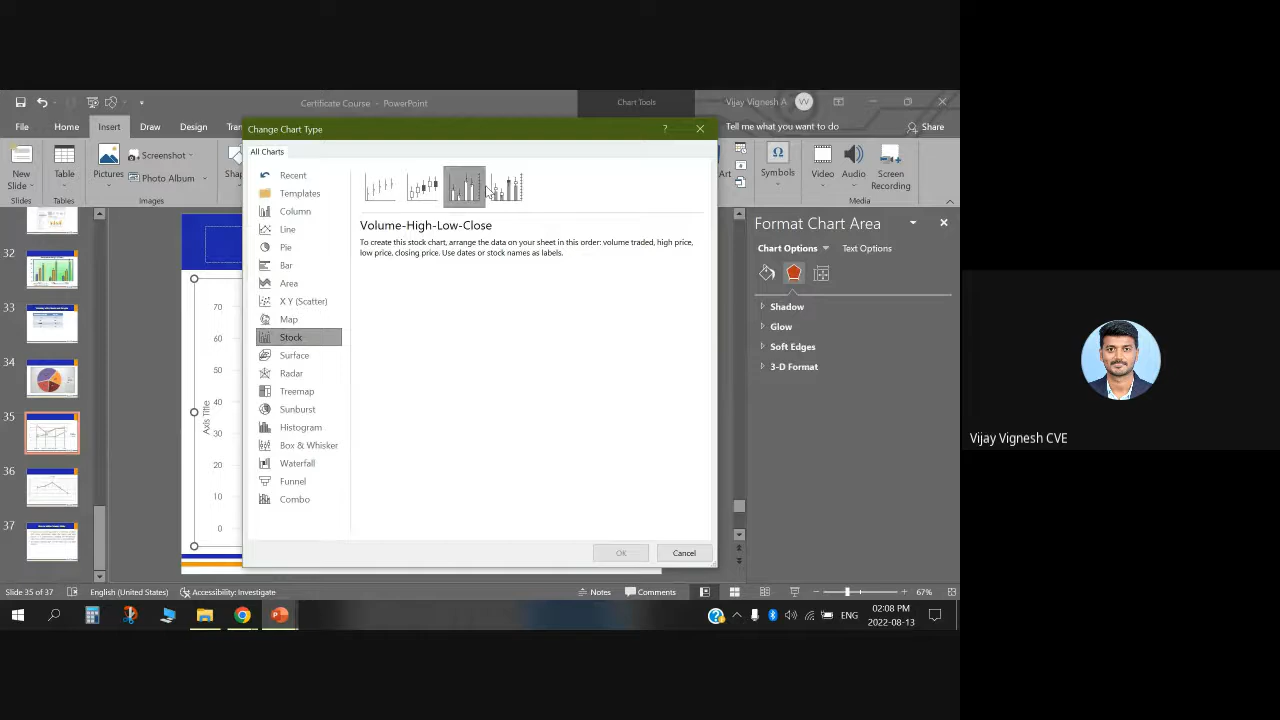 Certificate Course - PowerPoint
Chart Tools
Vijay Vignesh A
VV
File
Home
Insert
Draw
Design
Tran
Tell me what you want to do
Share
New
Slide
Slides
Table
Tables
Pictures
Screenshot
Photo Album
Images
Shap
Art
Symbols
Video
Audio
Screen
Recording
Media
Change Chart Type
?
All Charts
Recent
Templates
Column
Line
Pie
Bar
Area
X Y (Scatter)
Map
Stock
Surface
Radar
Treemap
Sunburst
Histogram
Box & Whisker
Waterfall
Funnel
Combo
Volume-High-Low-Close
To create this stock chart, arrange the data on your sheet in this order: volume traded, high price,
low price, closing price. Use dates or stock names as labels.
OK
Cancel
32
33
34
35
36
37
70
60
50
40
30
20
10
0
Axis Title
Format Chart Area
Chart Options
Text Options
Shadow
Glow
Soft Edges
3-D Format
Vijay Vignesh CVE
Slide 35 of 37
English (United States)
Accessibility: Investigate
Notes
Comments
67%
ENG
02:08 PM
2022-08-13